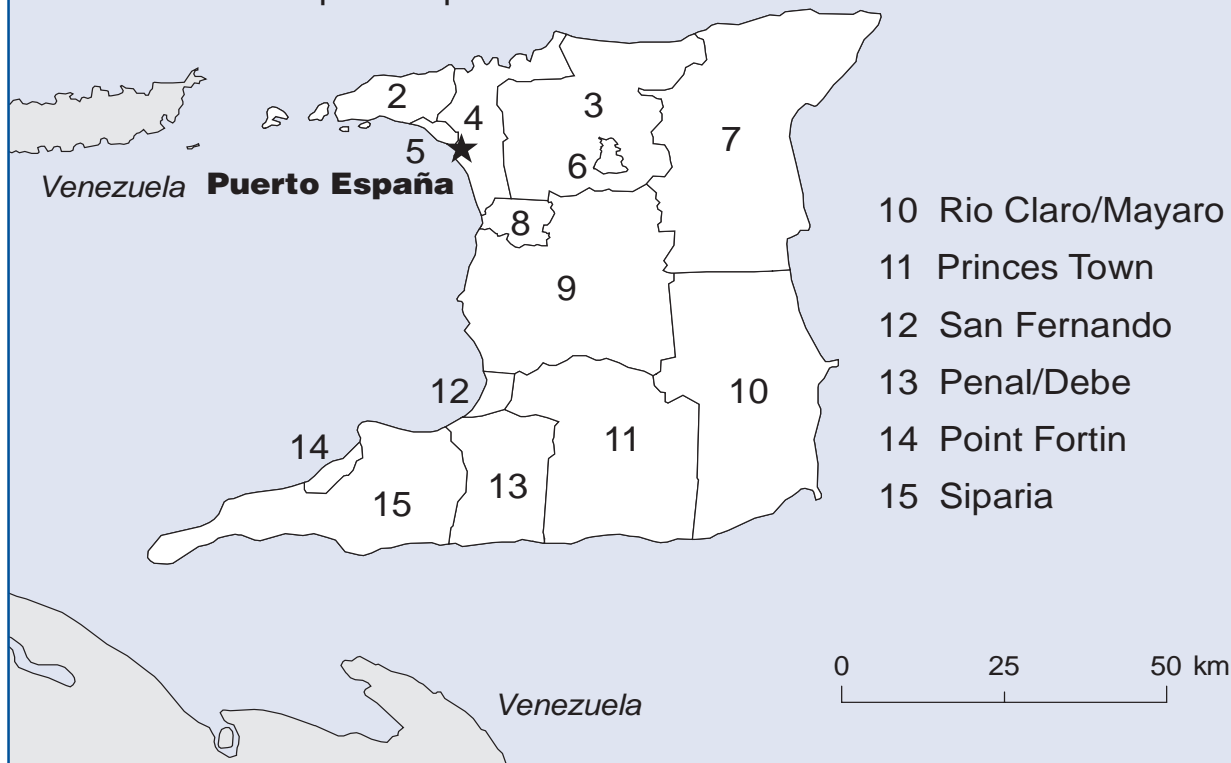 2
3
4
5
6
7
Venezuela Puerto España
8
9
10
11
12
13
14
15
10 Rio Claro/Mayaro
11 Princes Town
12 San Fernando
13 Penal/Debe
14 Point Fortin
15 Siparia
0 25 50 km
Venezuela